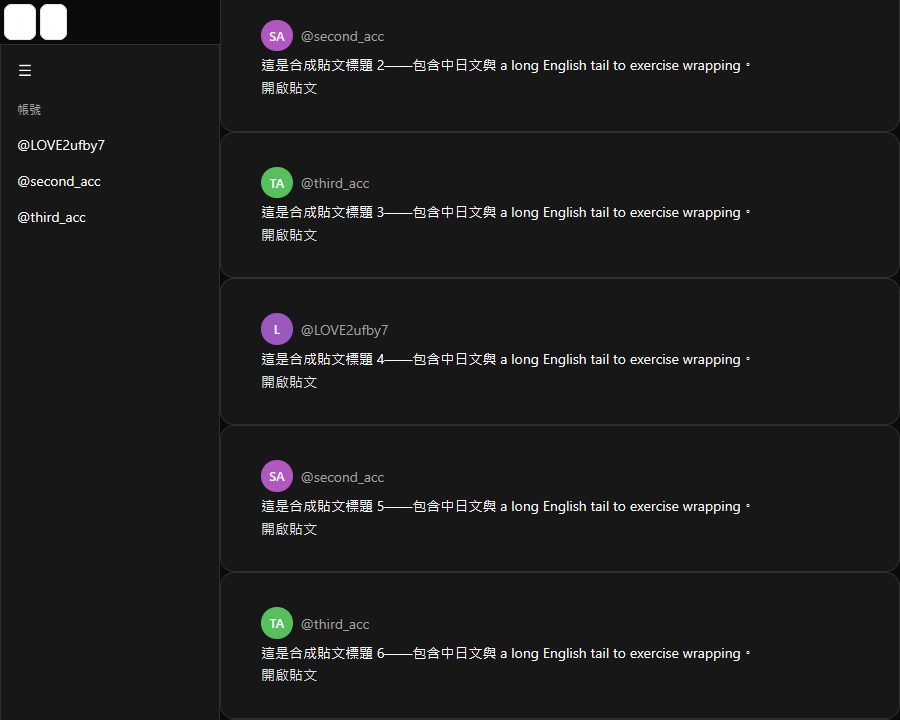 ☰
帳號
@LOVE2ufby7
@second_acc
@third_acc
SA @second_acc
這是合成貼文標題 2——包含中日文與 a long English tail to exercise wrapping。
開啟貼文
TA @third_acc
這是合成貼文標題 3——包含中日文與 a long English tail to exercise wrapping。
開啟貼文
L @LOVE2ufby7
這是合成貼文標題 4——包含中日文與 a long English tail to exercise wrapping。
開啟貼文
SA @second_acc
這是合成貼文標題 5——包含中日文與 a long English tail to exercise wrapping。
開啟貼文
TA @third_acc
這是合成貼文標題 6——包含中日文與 a long English tail to exercise wrapping。
開啟貼文